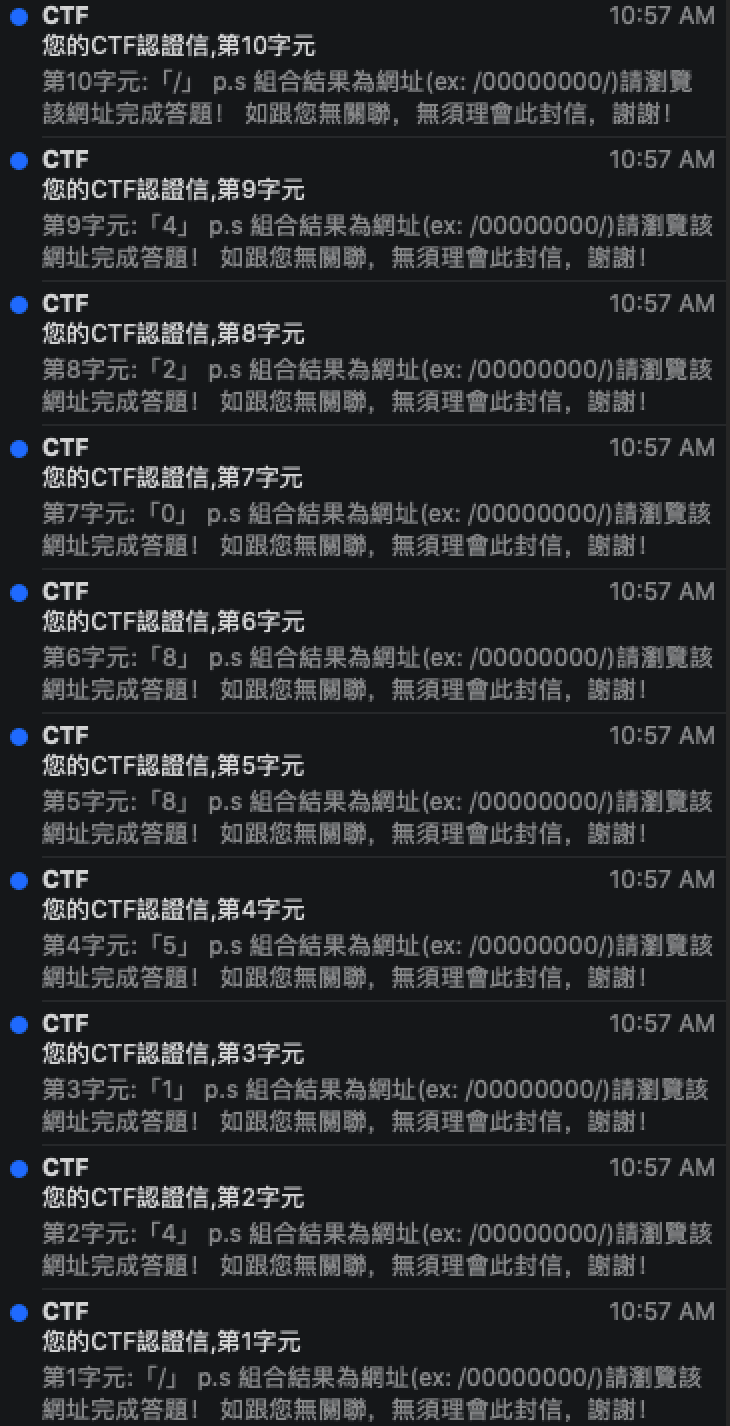 CTF 10:57 AM
您的CTF認證信,第10字元
第10字元:「/」 p.s 組合結果為網址(ex: /00000000/)請瀏覽
該網址完成答題! 如跟您無關聯，無須理會此封信，謝謝!
CTF 10:57 AM
您的CTF認證信,第9字元
第9字元:「4」 p.s 組合結果為網址(ex: /00000000/)請瀏覽該
網址完成答題! 如跟您無關聯，無須理會此封信，謝謝!
CTF 10:57 AM
您的CTF認證信,第8字元
第8字元:「2」 p.s 組合結果為網址(ex: /00000000/)請瀏覽該
網址完成答題! 如跟您無關聯，無須理會此封信，謝謝!
CTF 10:57 AM
您的CTF認證信,第7字元
第7字元:「0」 p.s 組合結果為網址(ex: /00000000/)請瀏覽該
網址完成答題! 如跟您無關聯，無須理會此封信，謝謝!
CTF 10:57 AM
您的CTF認證信,第6字元
第6字元:「8」 p.s 組合結果為網址(ex: /00000000/)請瀏覽該
網址完成答題! 如跟您無關聯，無須理會此封信，謝謝!
CTF 10:57 AM
您的CTF認證信,第5字元
第5字元:「8」 p.s 組合結果為網址(ex: /00000000/)請瀏覽該
網址完成答題! 如跟您無關聯，無須理會此封信，謝謝!
CTF 10:57 AM
您的CTF認證信,第4字元
第4字元:「5」 p.s 組合結果為網址(ex: /00000000/)請瀏覽該
網址完成答題! 如跟您無關聯，無須理會此封信，謝謝!
CTF 10:57 AM
您的CTF認證信,第3字元
第3字元:「1」 p.s 組合結果為網址(ex: /00000000/)請瀏覽該
網址完成答題! 如跟您無關聯，無須理會此封信，謝謝!
CTF 10:57 AM
您的CTF認證信,第2字元
第2字元:「4」 p.s 組合結果為網址(ex: /00000000/)請瀏覽該
網址完成答題! 如跟您無關聯，無須理會此封信，謝謝!
CTF 10:57 AM
您的CTF認證信,第1字元
第1字元:「/」 p.s 組合結果為網址(ex: /00000000/)請瀏覽該
網址完成答題! 如跟您無關聯，無須理會此封信，謝謝!